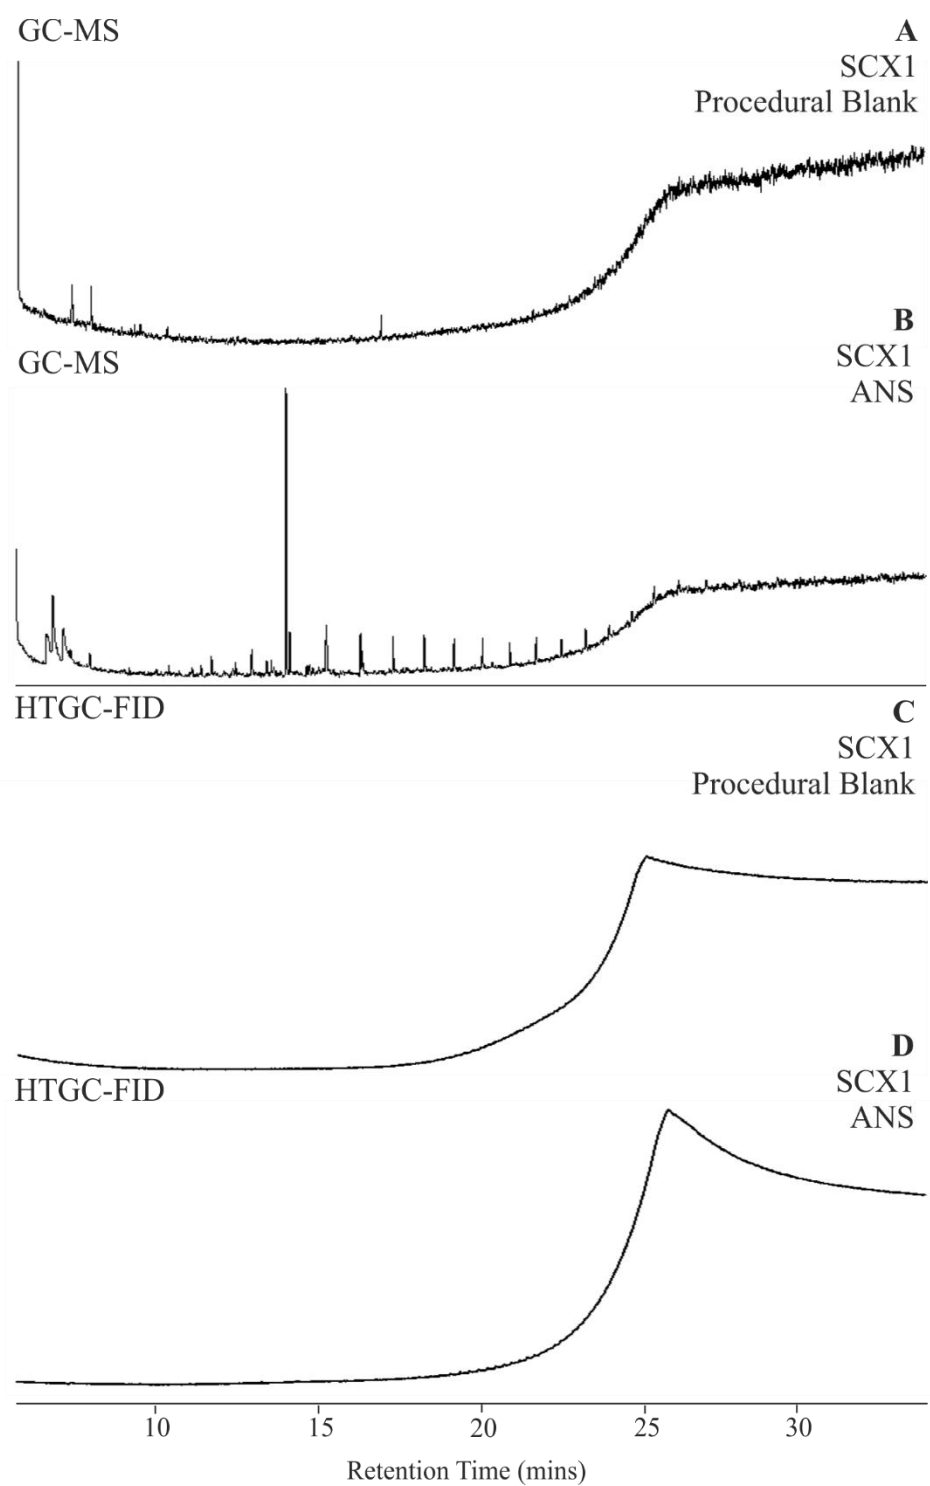 GC-MS
A
SCX1
Procedural Blank
B
GC-MS
SCX1
ANS
HTGC-FID
C
SCX1
Procedural Blank
D
HTGC-FID
SCX1
ANS
10 15 20 25 30
Retention Time (mins)